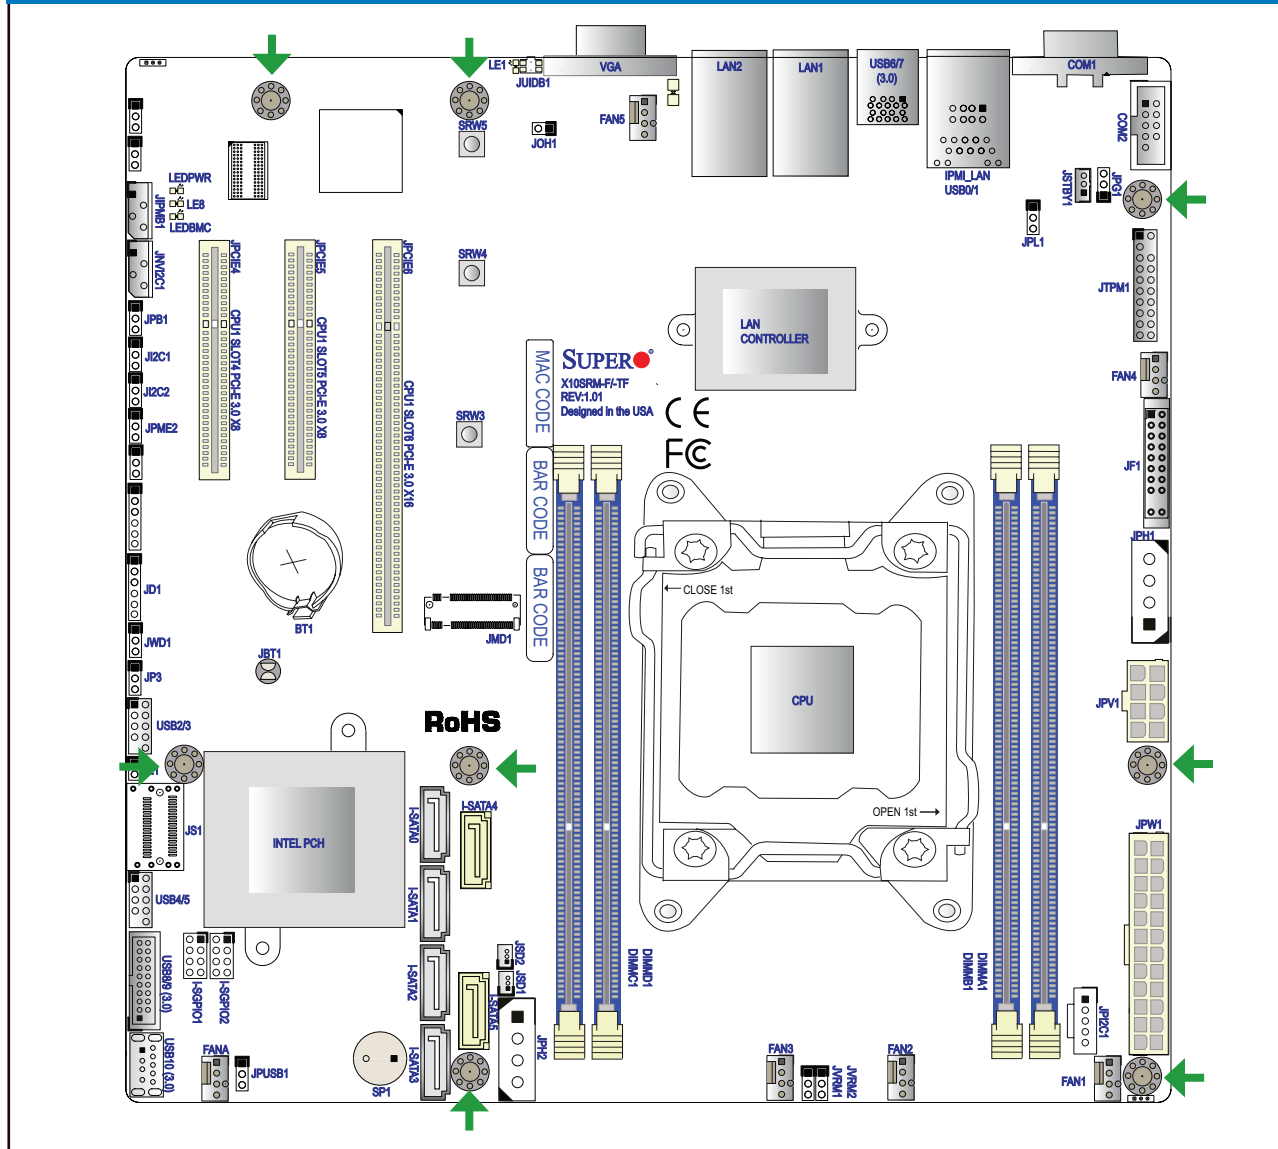 LE1
JUIDB1
VGA
LAN2
LAN1
USB6/7
(3.0)
COM1
FAN5
COM2
SRW5
JOH1
IPMI_LAN
USB0/1
JSTBY1
JPG1
JPL1
LEDPWR
LE8
LEDBMC
JIPMB1
JNVI2C1
JPCIE4
JPCIE5
JPCIE6
SRW4
JTPM1
LAN
CONTROLLER
JPB1
JI2C1
JI2C2
JPME2
CPU1 SLOT4 PCI-E 3.0 X8
CPU1 SLOT5 PCI-E 3.0 X8
CPU1 SLOT6 PCI-E 3.0 X16
SRW3
MAC CODE
BAR CODE
BAR CODE
SUPER
X10SRM-F/-TF
REV:1.01
Designed in the USA
CE
FC
FAN4
JF1
JPH1
JD1
JWD1
JP3
BT1
JBT1
JMD1
CLOSE 1st
CPU
OPEN 1st
JPV1
RoHS
USB2/3
JS1
INTEL PCH
I-SATA0
I-SATA4
JPW1
USB4/5
I-SATA1
USB8/9 (3.0)
I-SGPIO1
I-SGPIO2
I-SATA2
I-SATA5
JSD2
JSD1
DIMMC1
DIMMD1
DIMMB1
DIMMA1
USB10 (3.0)
FANA
JPUSB1
SP1
I-SATA3
JPH2
FAN3
JVRM1
JVRM2
FAN2
JPI2C1
FAN1